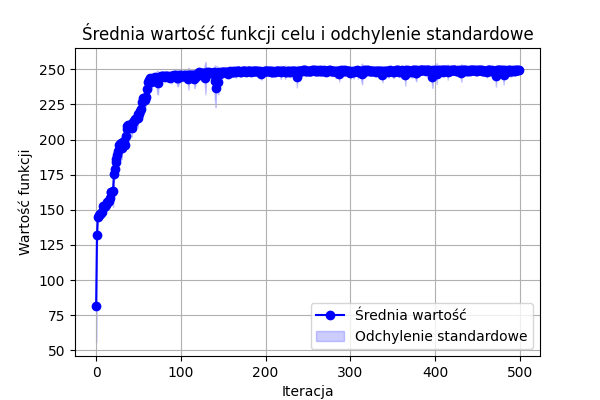 Średnia wartość funkcji celu i odchylenie standardowe
Wartość funkcji
250
225
200
175
150
125
100
75
50
Średnia wartość
Odchylenie standardowe
0 100 200 300 400 500
Iteracja